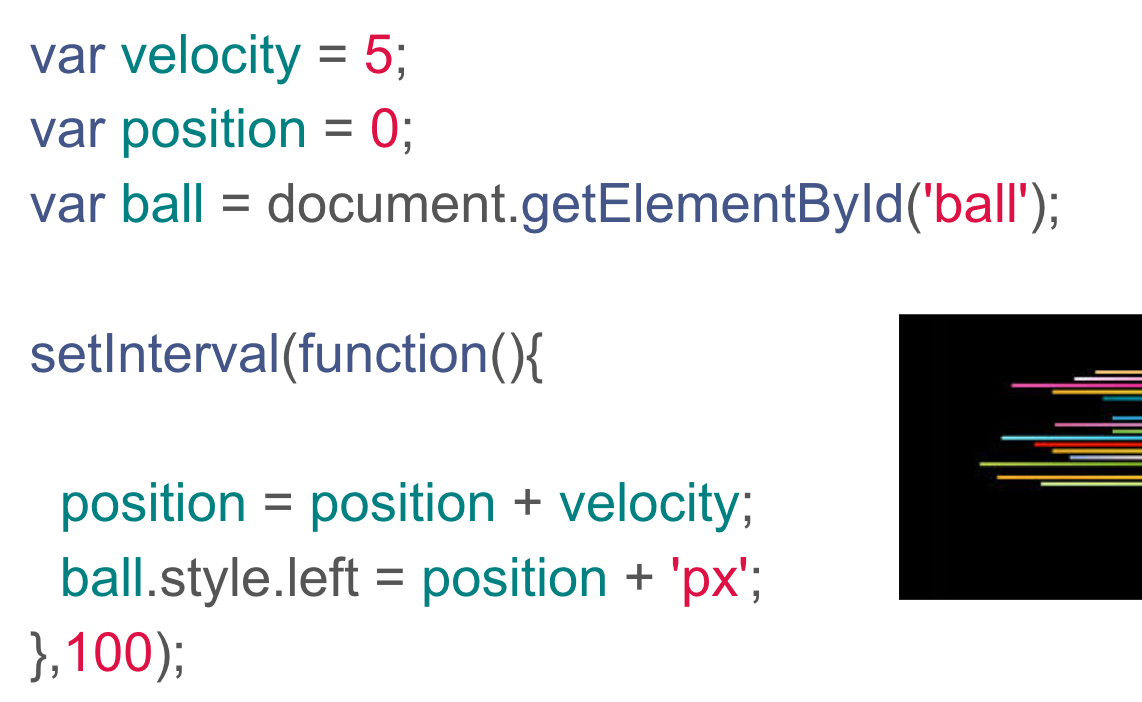 var velocity = 5;
var position = 0;
var ball = document.getElementById('ball');
setInterval(function(){
position = position + velocity;
ball.style.left = position + 'px';
},100);